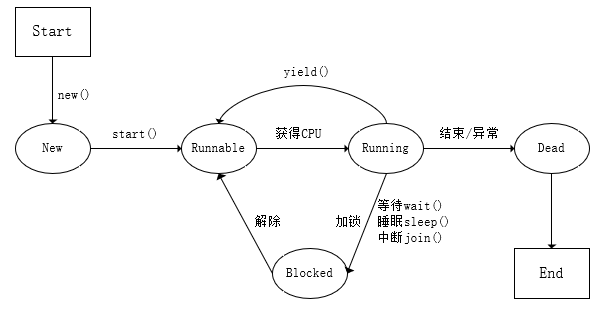 Start
new()
yield()
New
start()
Runnable
获得CPU
Running
结束/异常
Dead
解除
加锁
等待wait()
睡眠sleep()
中断join()
Blocked
End